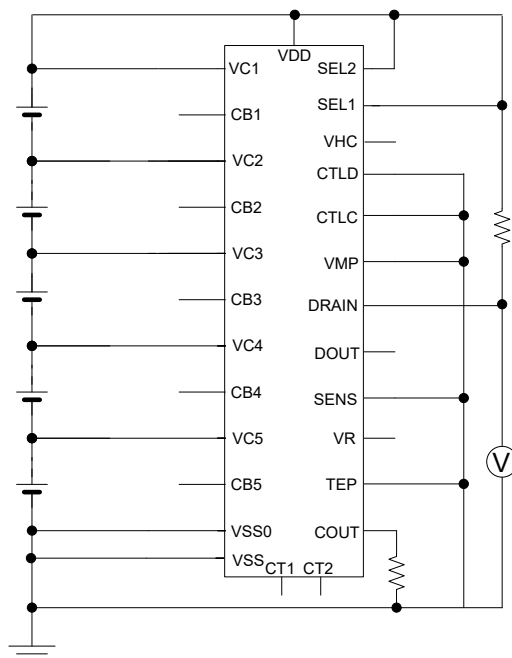 VDD
VC1
SEL2
CB1
SEL1
VHC
VC2
CTLD
CB2
CTLC
VC3
VMP
CB3
DRAIN
VC4
DOUT
CB4
SENS
VC5
VR
CB5
TEP
VSS0
COUT
VSS
CT1
CT2
V